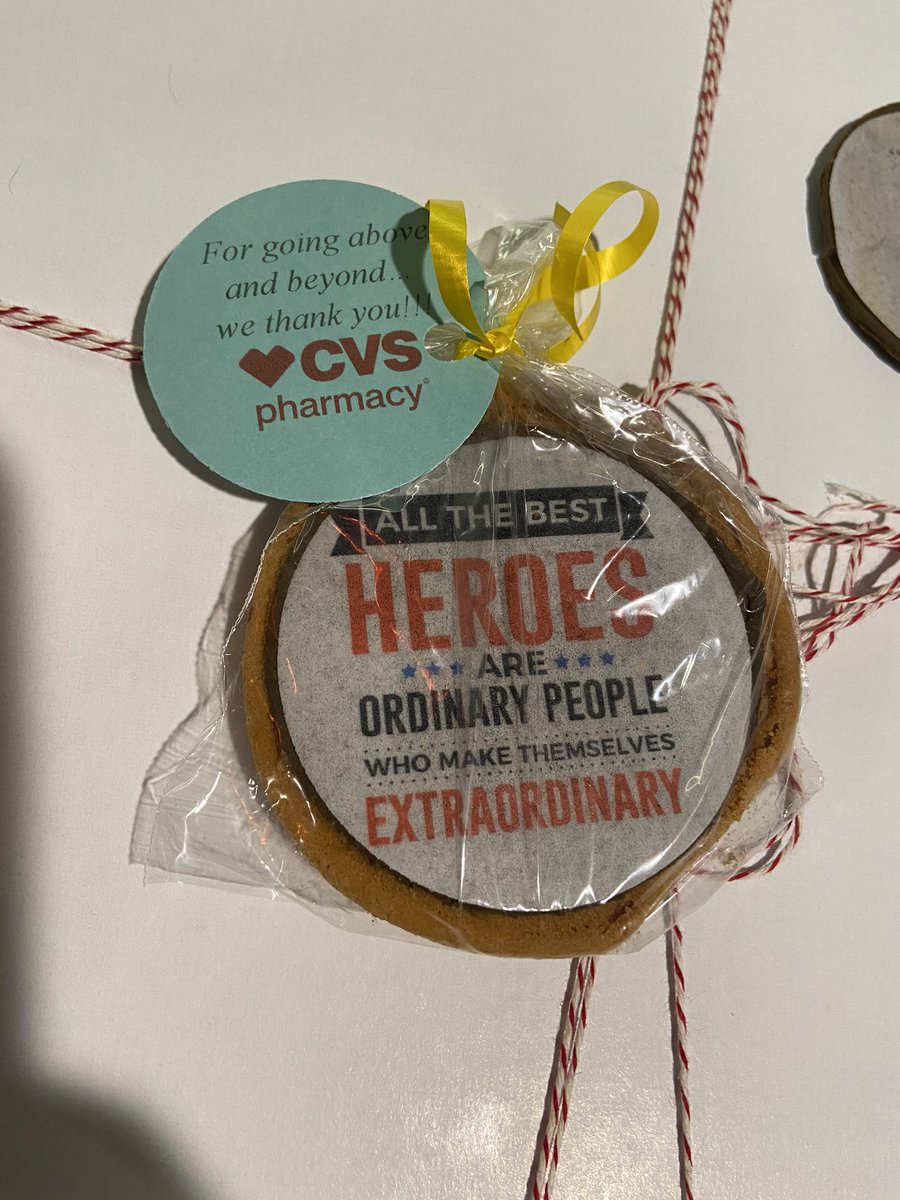 For going above
and beyond...
we thank you!!!
CVS
pharmacy®
ALL THE BEST
HEROES
ARE
ORDINARY PEOPLE
WHO MAKE THEMSELVES
EXTRAORDINARY